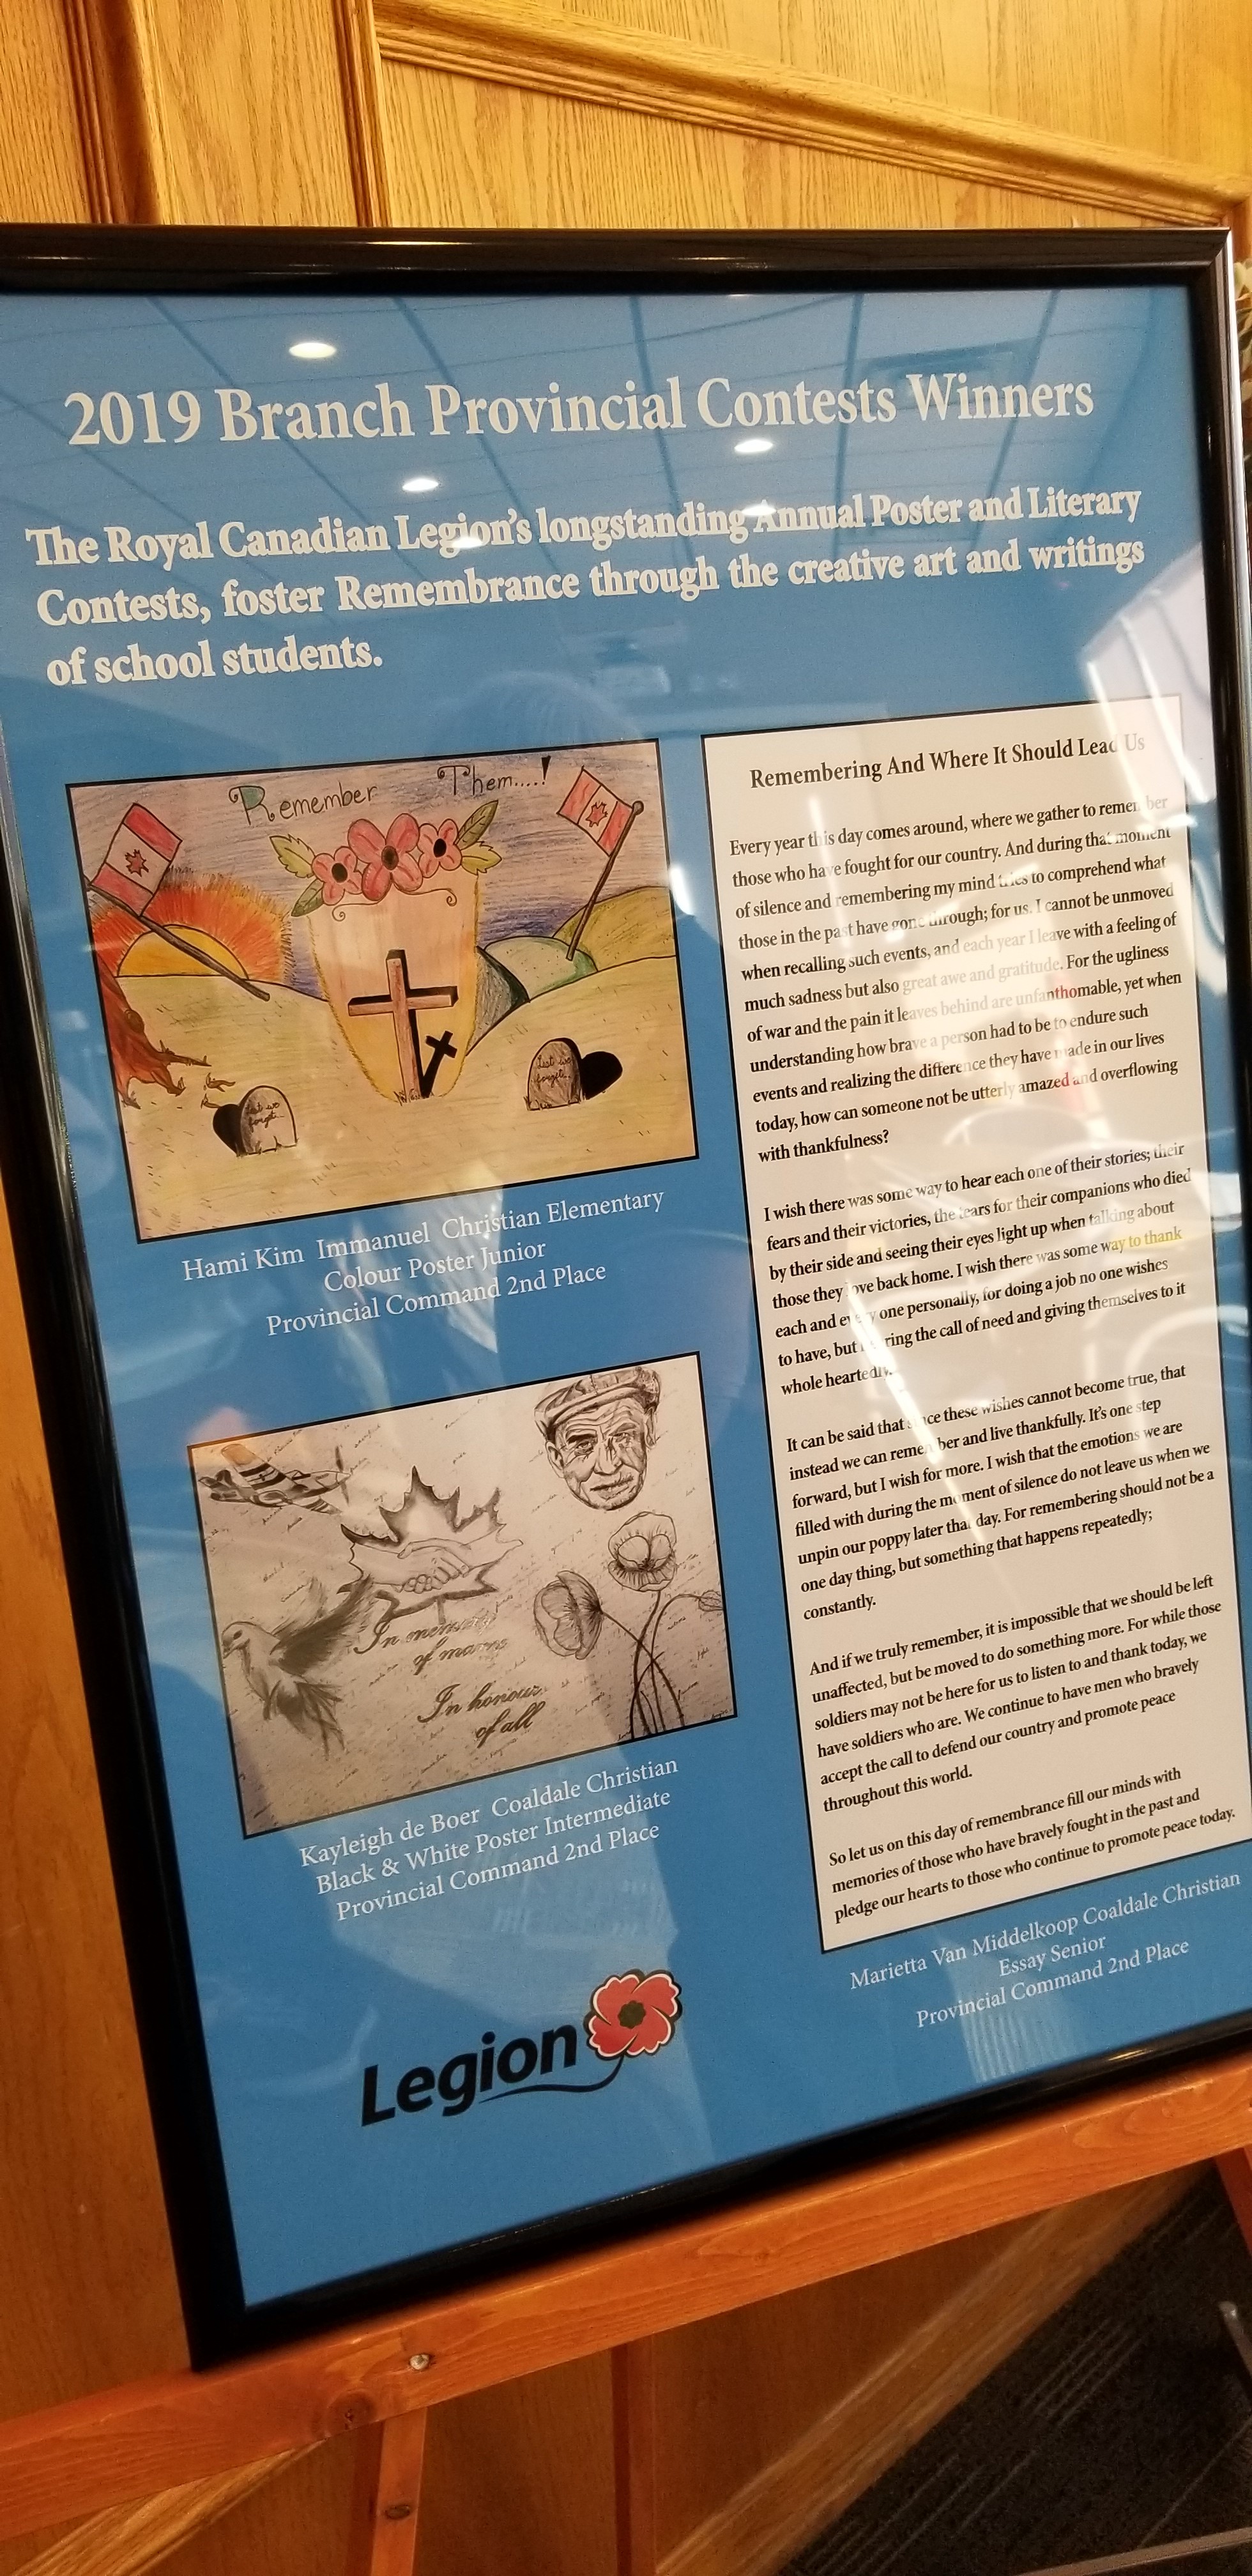 2019 Branch Provincial Contests Winners
The Royal Canadian Legion's longstanding Annual Poster and Literary
Contests, foster Remembrance through the creative art and writings
of school students.
Remember Them....!
Lest we
forget...
Lest we
forget...
Hami Kim Immanuel Christian Elementary
Colour Poster Junior
Provincial Command 2nd Place
In memory
of many
In honour
of all
Kayleigh de Boer Coaldale Christian
Black & White Poster Intermediate
Provincial Command 2nd Place
Legion
Remembering And Where It Should Lead Us
Every year this day comes around, where we gather to remember
those who have fought for our country. And during that moment
of silence and remembering my mind tries to comprehend what
those in the past have gone through; for us. I cannot be unmoved
when recalling such events, and each year I leave with a feeling of
much sadness but also great awe and gratitude. For the ugliness
of war and the pain it leaves behind are unfanthomable, yet when
understanding how brave a person had to be to endure such
events and realizing the difference they have made in our lives
today, how can someone not be utterly amazed and overflowing
with thankfulness?
I wish there was some way to hear each one of their stories; their
fears and their victories, the tears for their companions who died
by their side and seeing their eyes light up when talking about
those they love back home. I wish there was some way to thank
each and every one personally, for doing a job no one wishes
to have, but hearing the call of need and giving themselves to it
whole heartedly.
It can be said that since these wishes cannot become true, that
instead we can remember and live thankfully. It's one step
forward, but I wish for more. I wish that the emotions we are
filled with during the moment of silence do not leave us when we
unpin our poppy later that day. For remembering should not be a
one day thing, but something that happens repeatedly;
constantly.
And if we truly remember, it is impossible that we should be left
unaffected, but be moved to do something more. For while those
soldiers may not be here for us to listen to and thank today, we
have soldiers who are. We continue to have men who bravely
accept the call to defend our country and promote peace
throughout this world.
So let us on this day of remembrance fill our minds with
memories of those who have bravely fought in the past and
pledge our hearts to those who continue to promote peace today.
Marietta Van Middelkoop Coaldale Christian
Essay Senior
Provincial Command 2nd Place